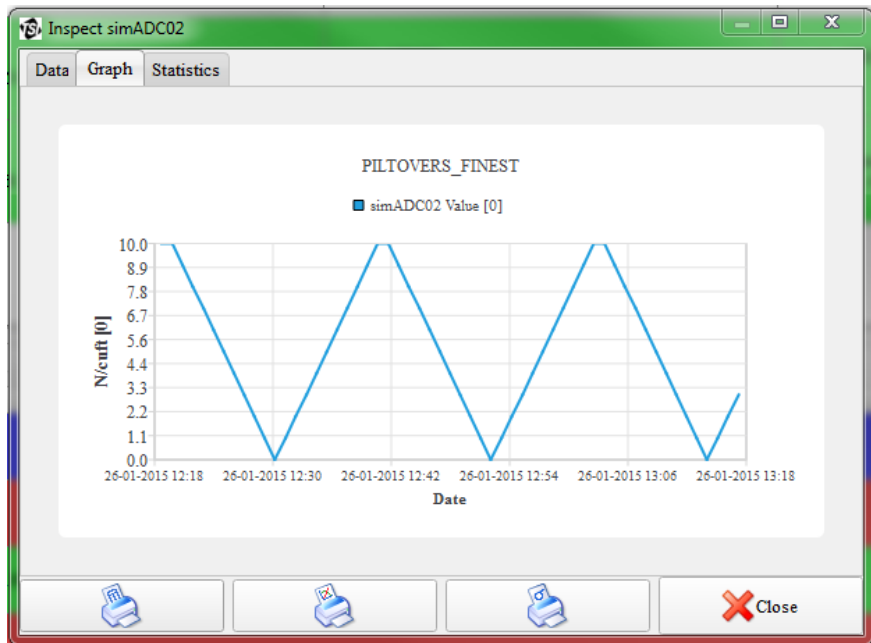 TSI Inspect simADC02
Data Graph Statistics
PILTOVERS_FINEST
simADC02 Value [0]
10.0
8.9
7.8
6.7
5.6
4.4
3.3
2.2
1.1
0.0
N/cuft [0]
26-01-2015 12:18 26-01-2015 12:30 26-01-2015 12:42 26-01-2015 12:54 26-01-2015 13:06 26-01-2015 13:18
Date
Close